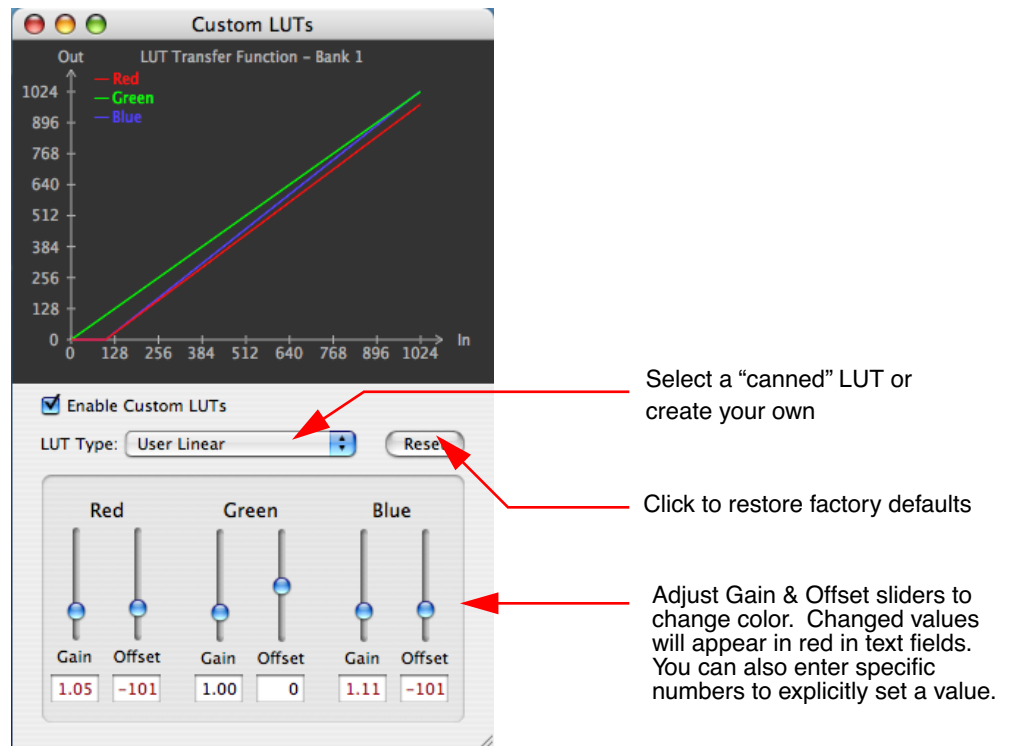 Custom LUTs
Out
LUT Transfer Function – Bank 1
Red
Green
Blue
1024
896
768
640
512
384
256
128
0
0 128 256 384 512 640 768 896 1024
In
Enable Custom LUTs
LUT Type: User Linear
Reset
Red Green Blue
Gain Offset Gain Offset Gain Offset
1.05 -101 1.00 0 1.11 -101
Select a “canned” LUT or
create your own
Click to restore factory defaults
Adjust Gain & Offset sliders to
change color. Changed values
will appear in red in text fields.
You can also enter specific
numbers to explicitly set a value.